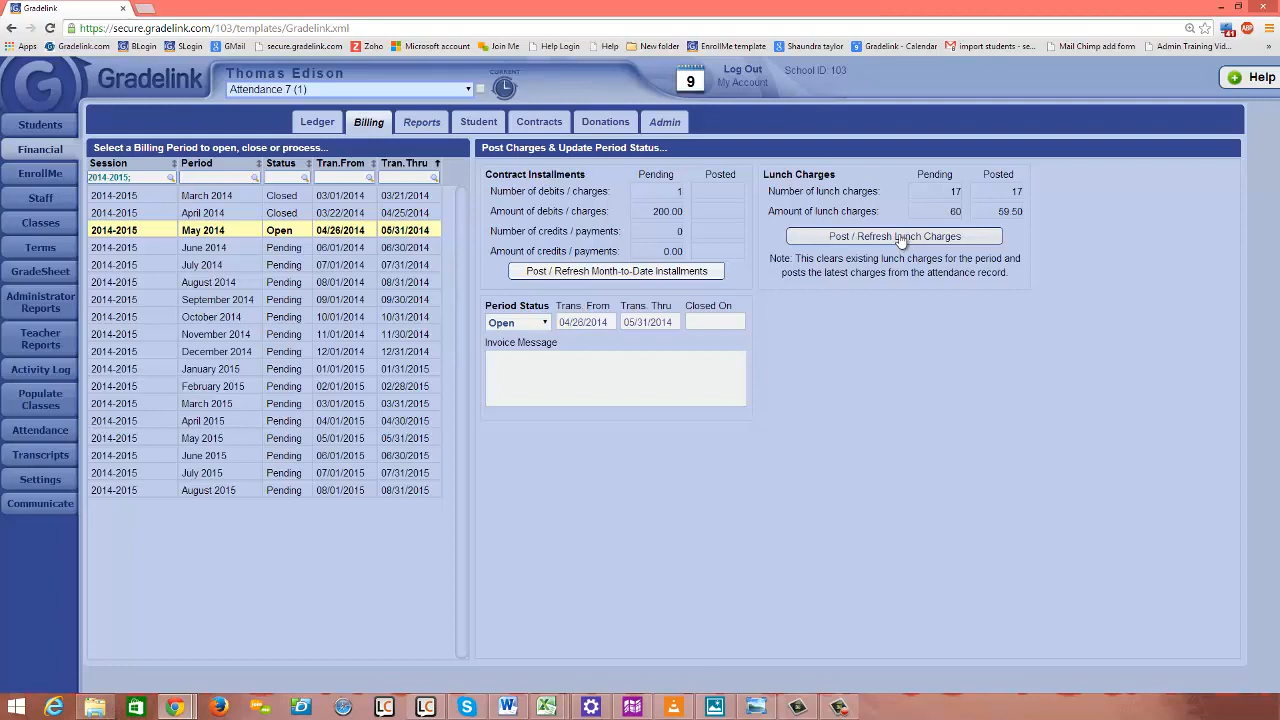 Gradelink
https://secure.gradelink.com/103/templates/Gradelink.xml
Apps Gradelink.com BLogin SLogin GMail secure.gradelink.com Zoho Microsoft account Join Me Help Login Help New folder EnrollMe template Shaundra taylor Gradelink - Calendar import students - se... Mail Chimp add form Admin Training Vid... »
G Gradelink
Thomas Edison
Attendance 7 (1)
CURRENT
9
Log Out
My Account
School ID: 103
Help
Ledger Billing Reports Student Contracts Donations Admin
Students
Financial
EnrollMe
Staff
Classes
Terms
GradeSheet
Administrator
Reports
Teacher
Reports
Activity Log
Populate
Classes
Attendance
Transcripts
Settings
Communicate
Select a Billing Period to open, close or process...
Session Period Status Tran.From Tran.Thru
2014-2015;
2014-2015 March 2014 Closed 03/01/2014 03/21/2014
2014-2015 April 2014 Closed 03/22/2014 04/25/2014
2014-2015 May 2014 Open 04/26/2014 05/31/2014
2014-2015 June 2014 Pending 06/01/2014 06/30/2014
2014-2015 July 2014 Pending 07/01/2014 07/31/2014
2014-2015 August 2014 Pending 08/01/2014 08/31/2014
2014-2015 September 2014 Pending 09/01/2014 09/30/2014
2014-2015 October 2014 Pending 10/01/2014 10/31/2014
2014-2015 November 2014 Pending 11/01/2014 11/30/2014
2014-2015 December 2014 Pending 12/01/2014 12/31/2014
2014-2015 January 2015 Pending 01/01/2015 01/31/2015
2014-2015 February 2015 Pending 02/01/2015 02/28/2015
2014-2015 March 2015 Pending 03/01/2015 03/31/2015
2014-2015 April 2015 Pending 04/01/2015 04/30/2015
2014-2015 May 2015 Pending 05/01/2015 05/31/2015
2014-2015 June 2015 Pending 06/01/2015 06/30/2015
2014-2015 July 2015 Pending 07/01/2015 07/31/2015
2014-2015 August 2015 Pending 08/01/2015 08/31/2015
Post Charges & Update Period Status...
Contract Installments Pending Posted
Number of debits / charges: 1
Amount of debits / charges: 200.00
Number of credits / payments: 0
Amount of credits / payments: 0.00
Post / Refresh Month-to-Date Installments
Lunch Charges Pending Posted
Number of lunch charges: 17 17
Amount of lunch charges: 60 59.50
Post / Refresh Lunch Charges
Note: This clears existing lunch charges for the period and
posts the latest charges from the attendance record.
Period Status Trans. From Trans. Thru Closed On
Open 04/26/2014 05/31/2014
Invoice Message